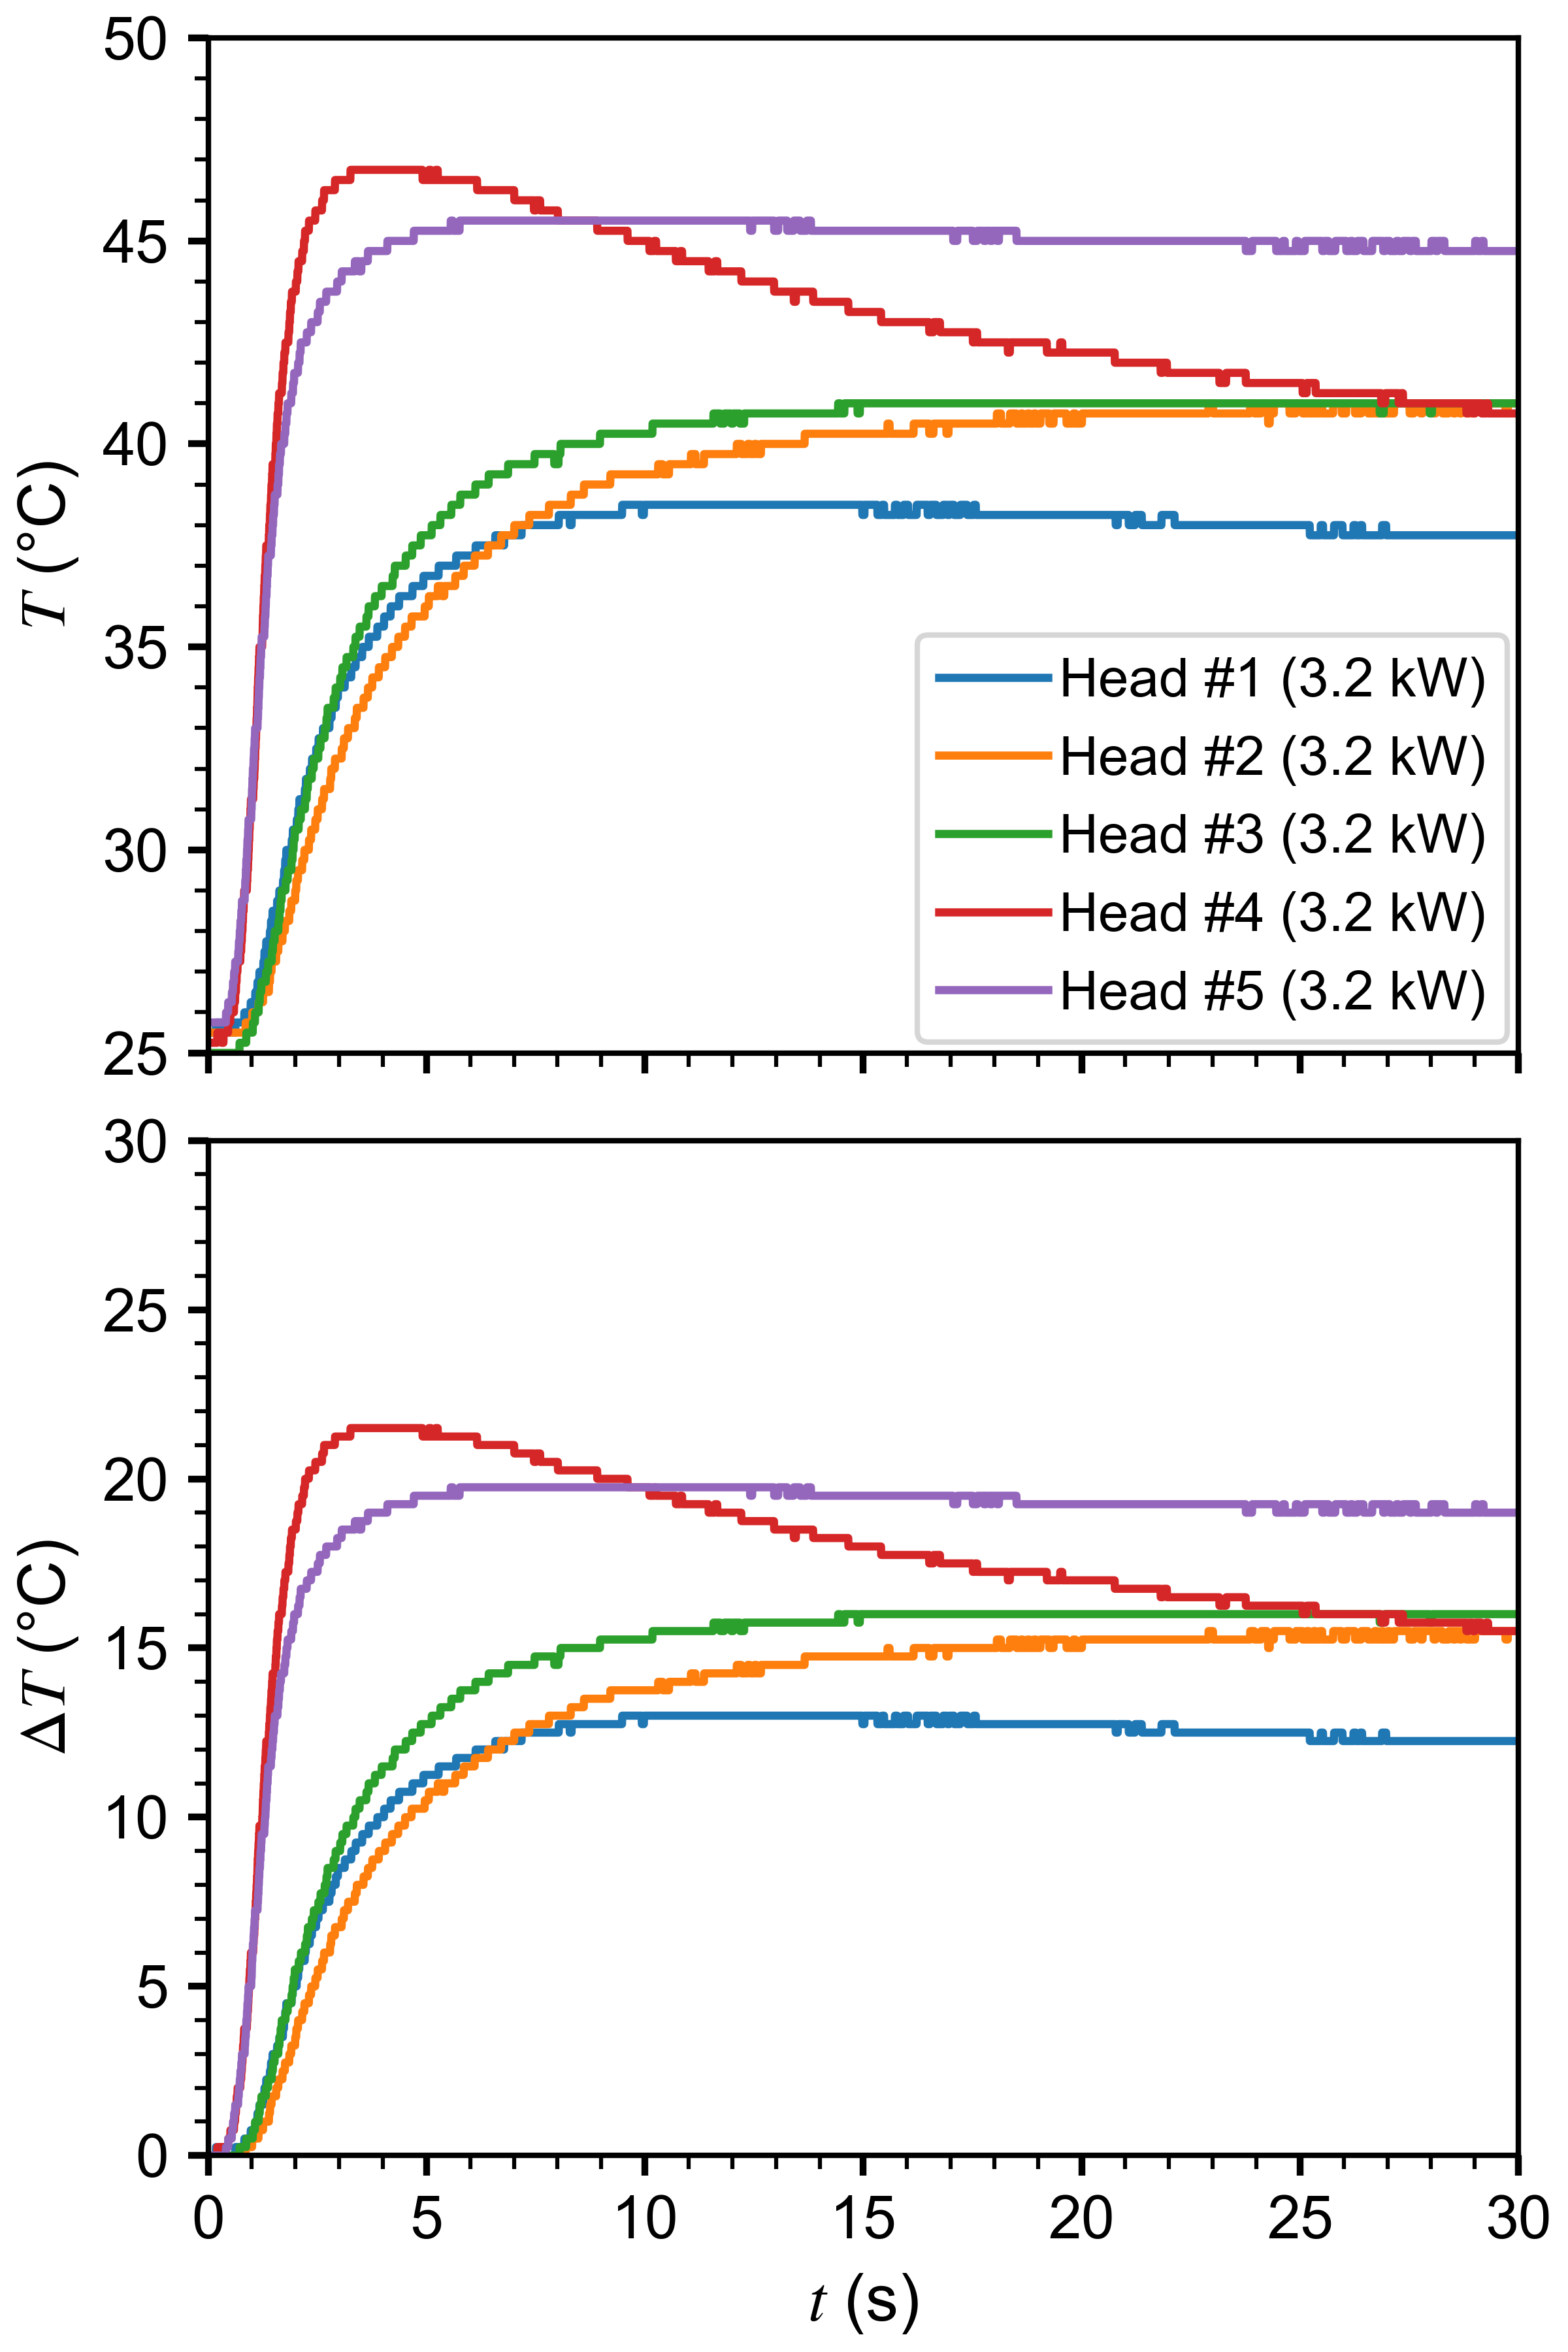 50
45
40
35
30
25
T (°C)
Head #1 (3.2 kW)
Head #2 (3.2 kW)
Head #3 (3.2 kW)
Head #4 (3.2 kW)
Head #5 (3.2 kW)
30
25
20
15
10
5
0
ΔT (°C)
0 5 10 15 20 25 30
t (s)